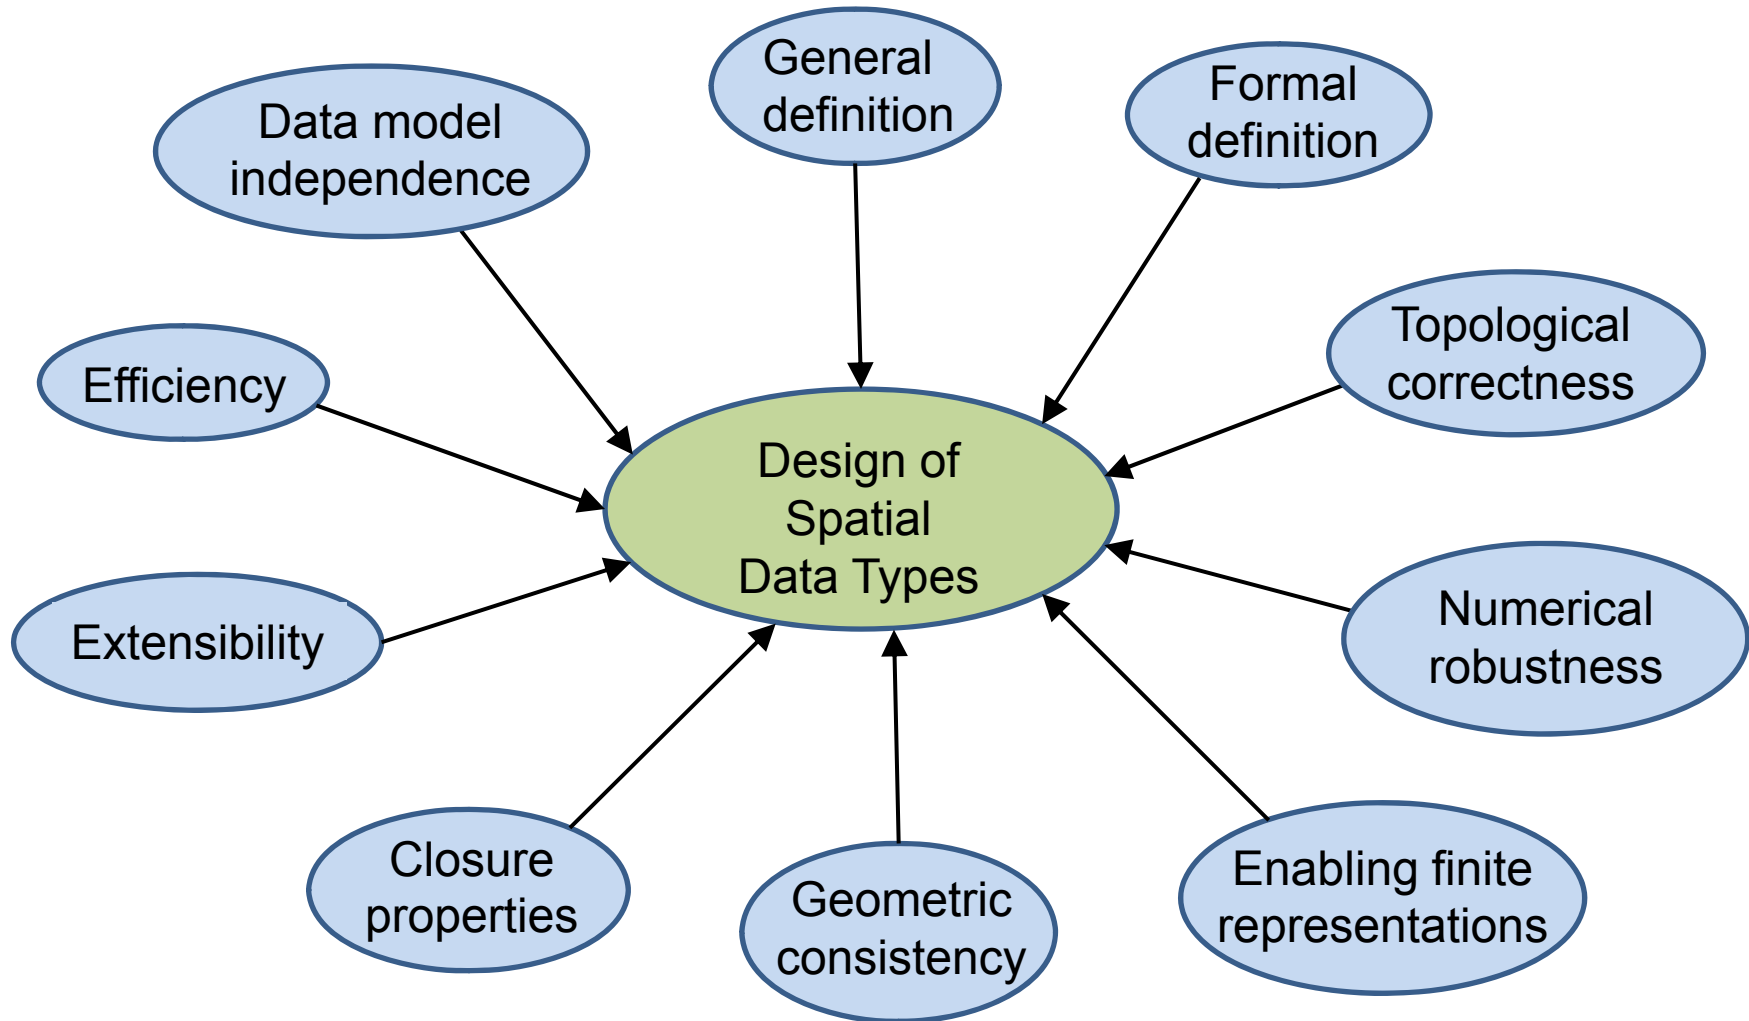 General
definition
Formal
definition
Data model
independence
Topological
correctness
Efficiency
Design of
Spatial
Data Types
Numerical
robustness
Extensibility
Closure
properties
Geometric
consistency
Enabling finite
representations